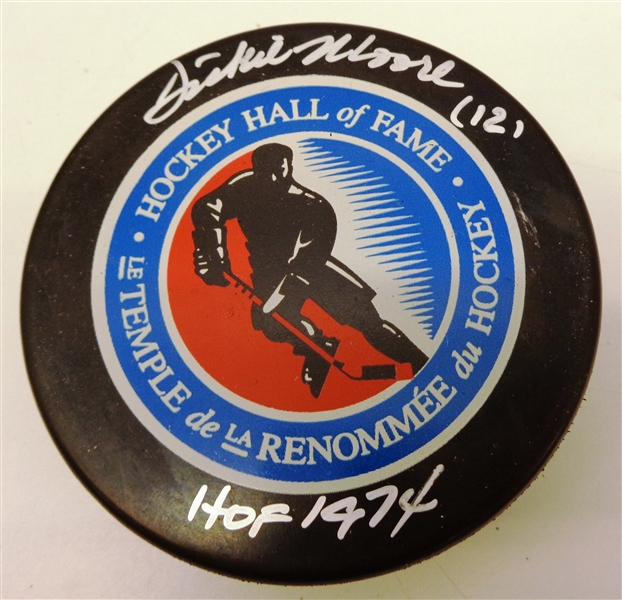 Dickie Moore
(12)
HOCKEY HALL of FAME
LE TEMPLE de LA RENOMMÉE du HOCKEY
HOF 1974